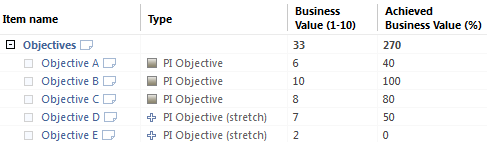 Item name Type Business Value (1-10) Achieved Business Value (%)
Objectives 33 270
Objective A PI Objective 6 40
Objective B PI Objective 10 100
Objective C PI Objective 8 80
Objective D PI Objective (stretch) 7 50
Objective E PI Objective (stretch) 2 0